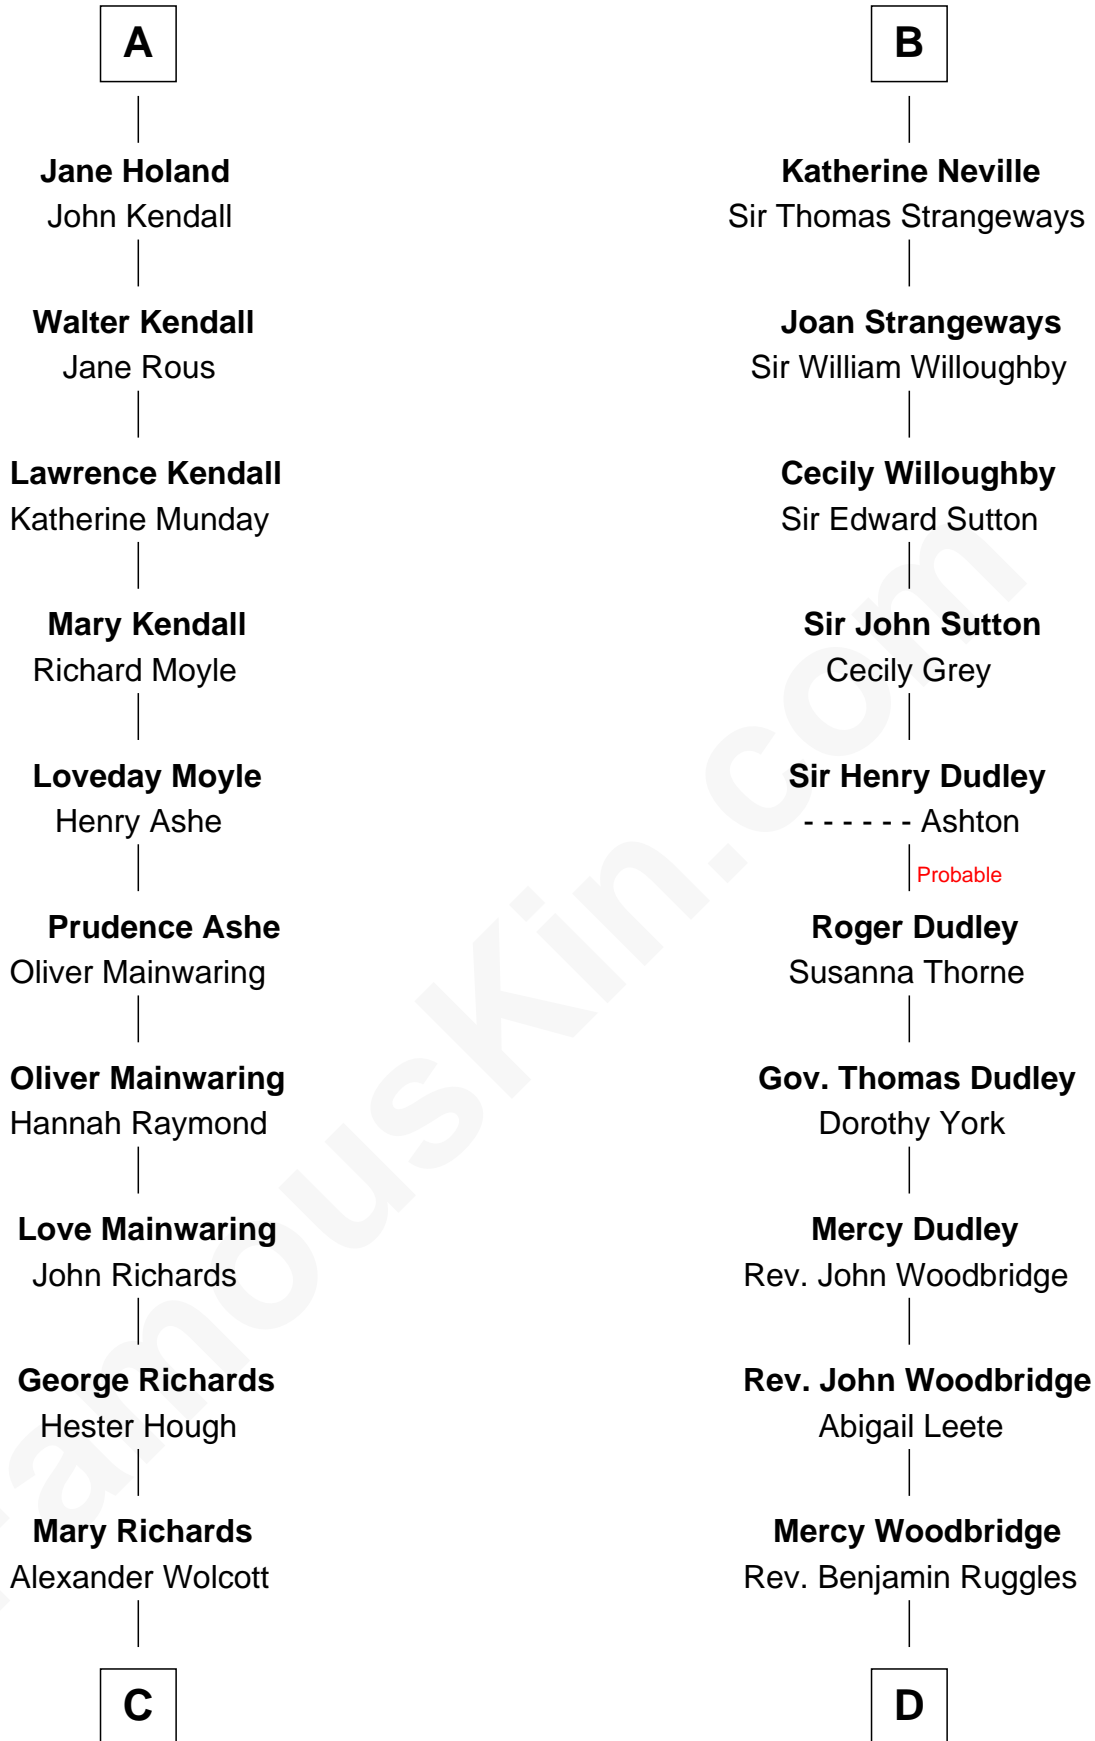 A
Jane Holand
John Kendall
Walter Kendall
Jane Rous
Lawrence Kendall
Katherine Munday
Mary Kendall
Richard Moyle
Loveday Moyle
Henry Ashe
Prudence Ashe
Oliver Mainwaring
Oliver Mainwaring
Hannah Raymond
Love Mainwaring
John Richards
George Richards
Hester Hough
Mary Richards
Alexander Wolcott
C
B
Katherine Neville
Sir Thomas Strangeways
Joan Strangeways
Sir William Willoughby
Cecily Willoughby
Sir Edward Sutton
Sir John Sutton
Cecily Grey
Sir Henry Dudley
- - - - - - Ashton
Probable
Roger Dudley
Susanna Thorne
Gov. Thomas Dudley
Dorothy York
Mercy Dudley
Rev. John Woodbridge
Rev. John Woodbridge
Abigail Leete
Mercy Woodbridge
Rev. Benjamin Ruggles
D
FamousKin.com